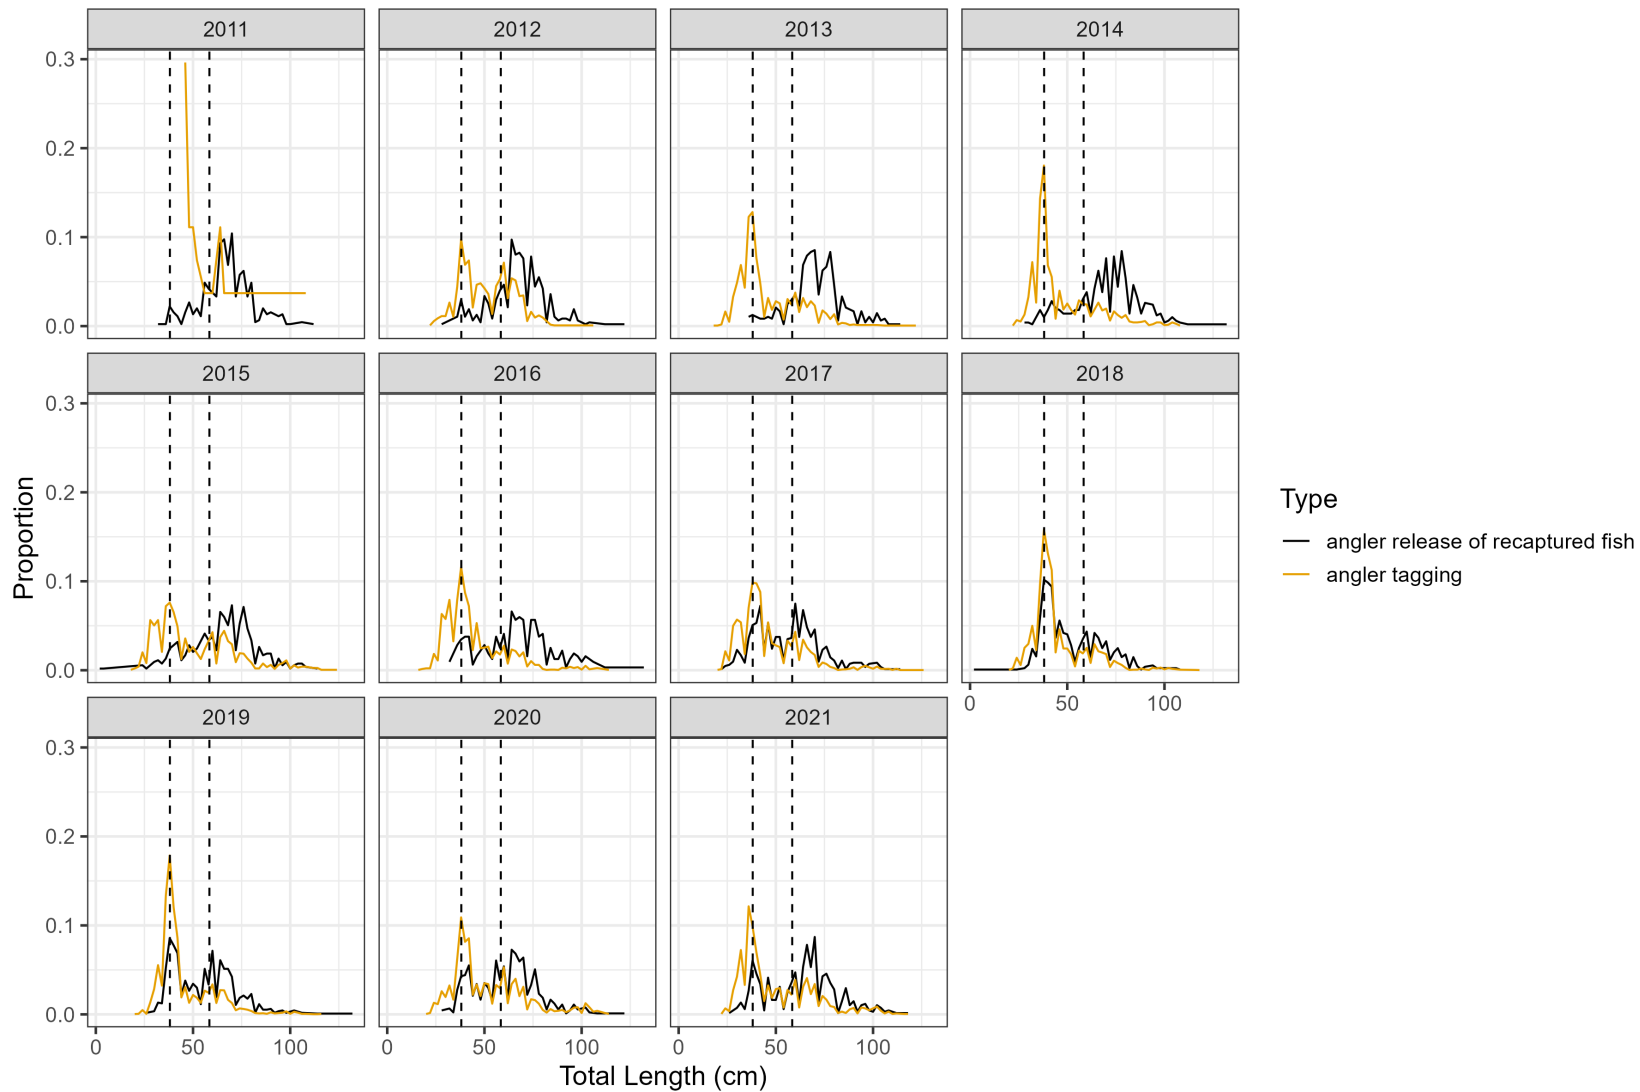 2011 2012 2013 2014
0.3
0.2
0.1
0.0
2015 2016 2017 2018
0.3
0.2
0.1
0.0
0 50 100
2019 2020 2021
0.3
0.2
0.1
0.0
0 50 100 0 50 100 0 50 100
Total Length (cm)
Proportion
Type
angler release of recaptured fish
angler tagging